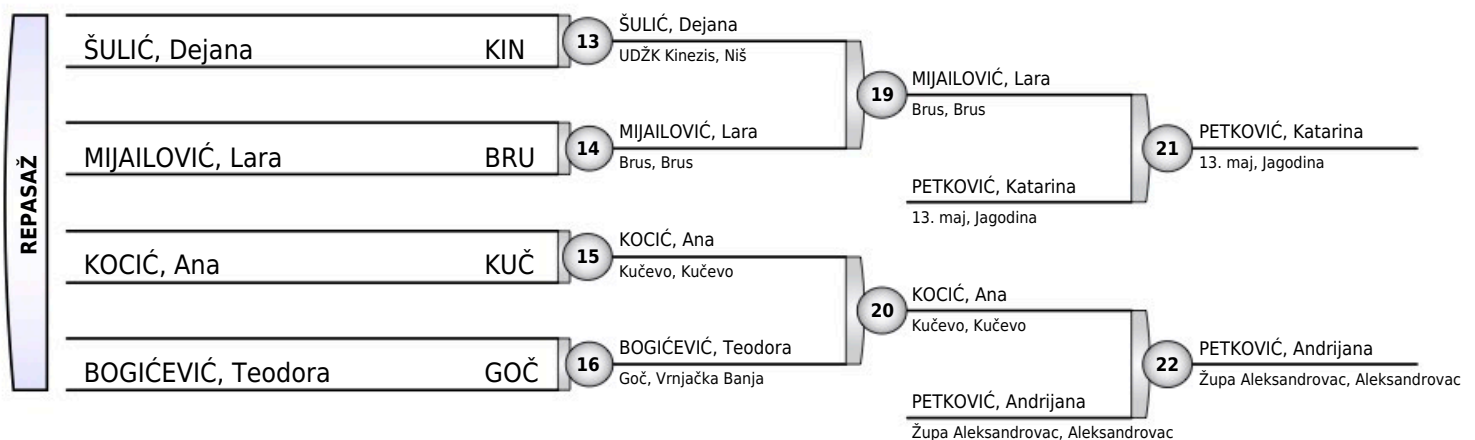 REPASAŽ
ŠULIĆ, Dejana KIN
MIJAILOVIĆ, Lara BRU
KOCIĆ, Ana KUČ
BOGIĆEVIĆ, Teodora GOČ
13
ŠULIĆ, Dejana
UDŽK Kinezis, Niš
14
MIJAILOVIĆ, Lara
Brus, Brus
15
KOCIĆ, Ana
Kučevo, Kučevo
16
BOGIĆEVIĆ, Teodora
Goč, Vrnjačka Banja
19
MIJAILOVIĆ, Lara
Brus, Brus
PETKOVIĆ, Katarina
13. maj, Jagodina
20
KOCIĆ, Ana
Kučevo, Kučevo
PETKOVIĆ, Andrijana
Župa Aleksandrovac, Aleksandrovac
21
PETKOVIĆ, Katarina
13. maj, Jagodina
22
PETKOVIĆ, Andrijana
Župa Aleksandrovac, Aleksandrovac